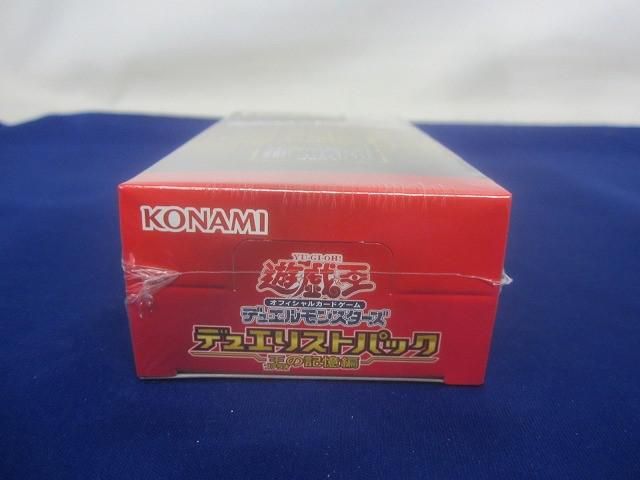 KONAMI
YU-GI-OH!
遊戯王
オフィシャルカードゲーム
デュエルモンスターズ
デュエリストパック
王の記憶編